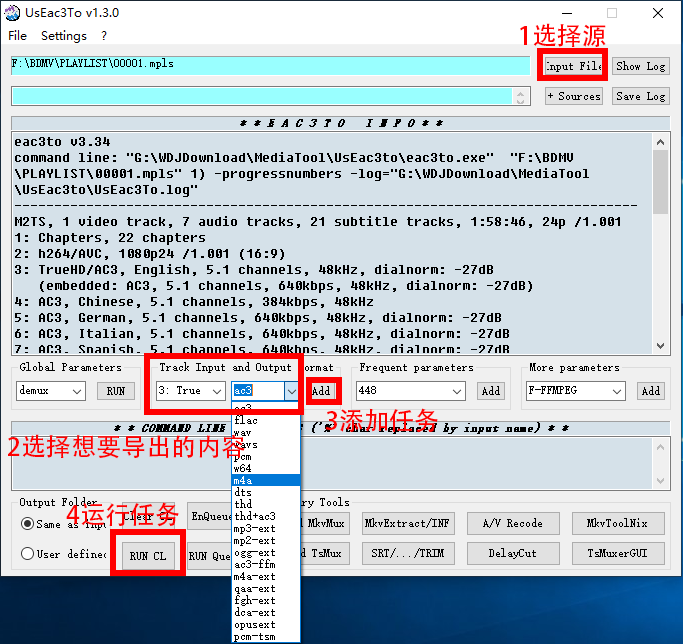 UsEac3To v1.3.0
File Settings ?
1选择源
F:\BDMV\PLAYLIST\00001.mpls
Input File
Show Log
+ Sources
Save Log
* * E A C 3 T O I N F O * *
eac3to v3.34
command line: "G:\WDJDownload\MediaTool\UsEac3to\eac3to.exe" "F:\BDMV
\PLAYLIST\00001.mpls" 1) -progressnumbers -log="G:\WDJDownload\MediaTool
\UsEac3to\UsEac3To.log"
------------------------------------------------------------------------------
M2TS, 1 video track, 7 audio tracks, 21 subtitle tracks, 1:58:46, 24p /1.001
1: Chapters, 22 chapters
2: h264/AVC, 1080p24 /1.001 (16:9)
3: TrueHD/AC3, English, 5.1 channels, 48kHz, dialnorm: -27dB
(embedded: AC3, 5.1 channels, 640kbps, 48kHz, dialnorm: -27dB)
4: AC3, Chinese, 5.1 channels, 384kbps, 48kHz
5: AC3, German, 5.1 channels, 640kbps, 48kHz, dialnorm: -27dB
6: AC3, Italian, 5.1 channels, 640kbps, 48kHz, dialnorm: -27dB
7: AC3, Spanish, 5.1 channels, 640kbps, 48kHz, dialnorm: -27dB
Global Parameters
demux
RUN
Track Input and Output
ormat
3: True
ac3
Add
Frequent parameters
448
Add
More parameters
F-FFMPEG
Add
2选择想要导出的内容
3添加任务
* * COMMAND LINE
char replaced by input name) * *
ac3
flac
wav
wavs
pcm
w64
m4a
dts
thd
thd+ac3
mp3-ext
mp2-ext
ogg-ext
ac3-ffm
m4a-ext
qaa-ext
fgh-ext
dca-ext
opusext
pcm-tsm
Output Folder
ry Tools
4运行任务
Same as inpu
Clear CL
EnQueue
d MkvMux
MkvExtract/INF
A/V Recode
MkvToolNix
User defined
RUN CL
RUN Que
d TsMux
SRT/.../TRIM
DelayCut
TsMuxerGUI